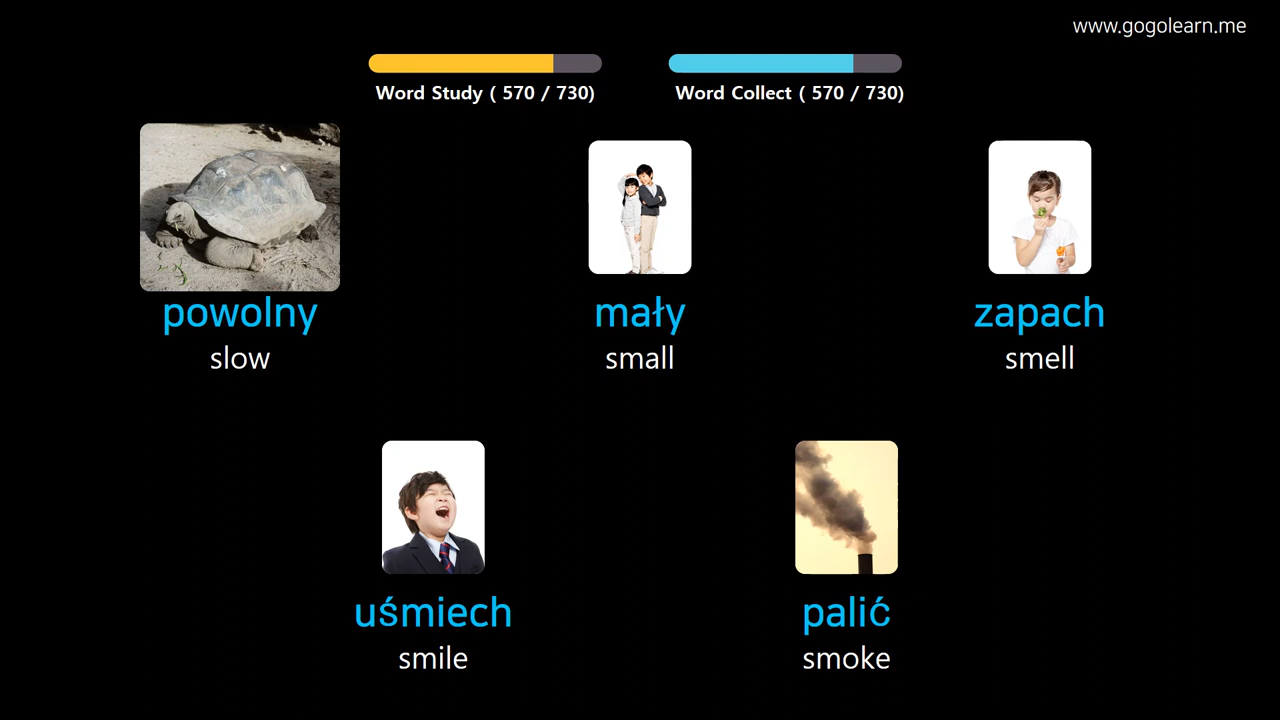 www.gogolearn.me
Word Study ( 570 / 730)
Word Collect ( 570 / 730)
powolny
slow
mały
small
zapach
smell
uśmiech
smile
palić
smoke